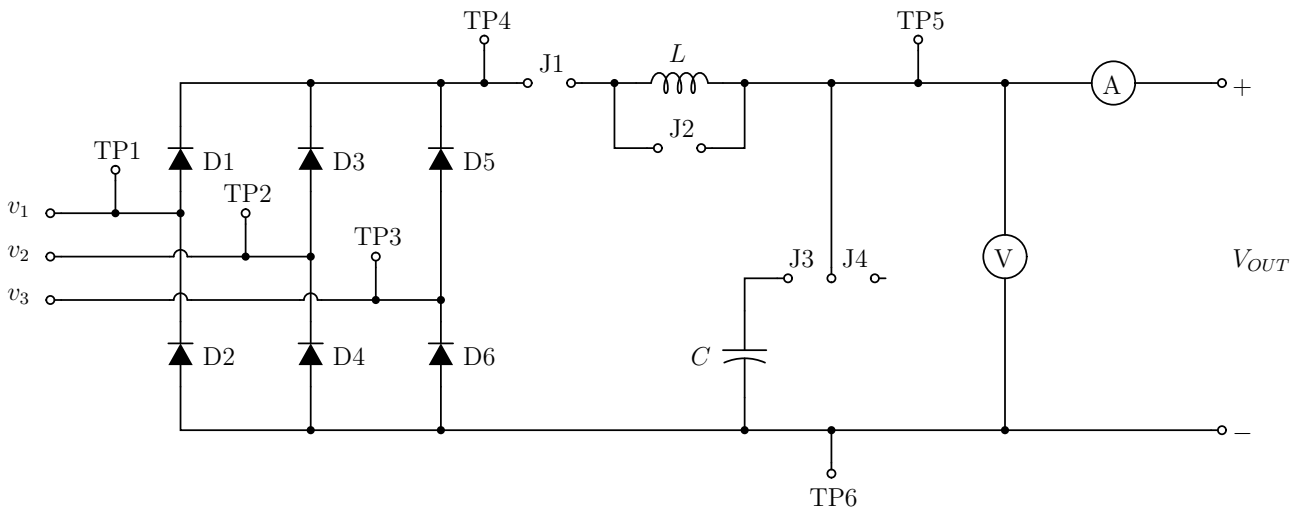 TP4
TP5
J1
L
A
+
J2
TP1
D1
D3
D5
TP2
v1
TP3
v2
J3
J4
V
VOUT
v3
D2
D4
D6
C
−
TP6